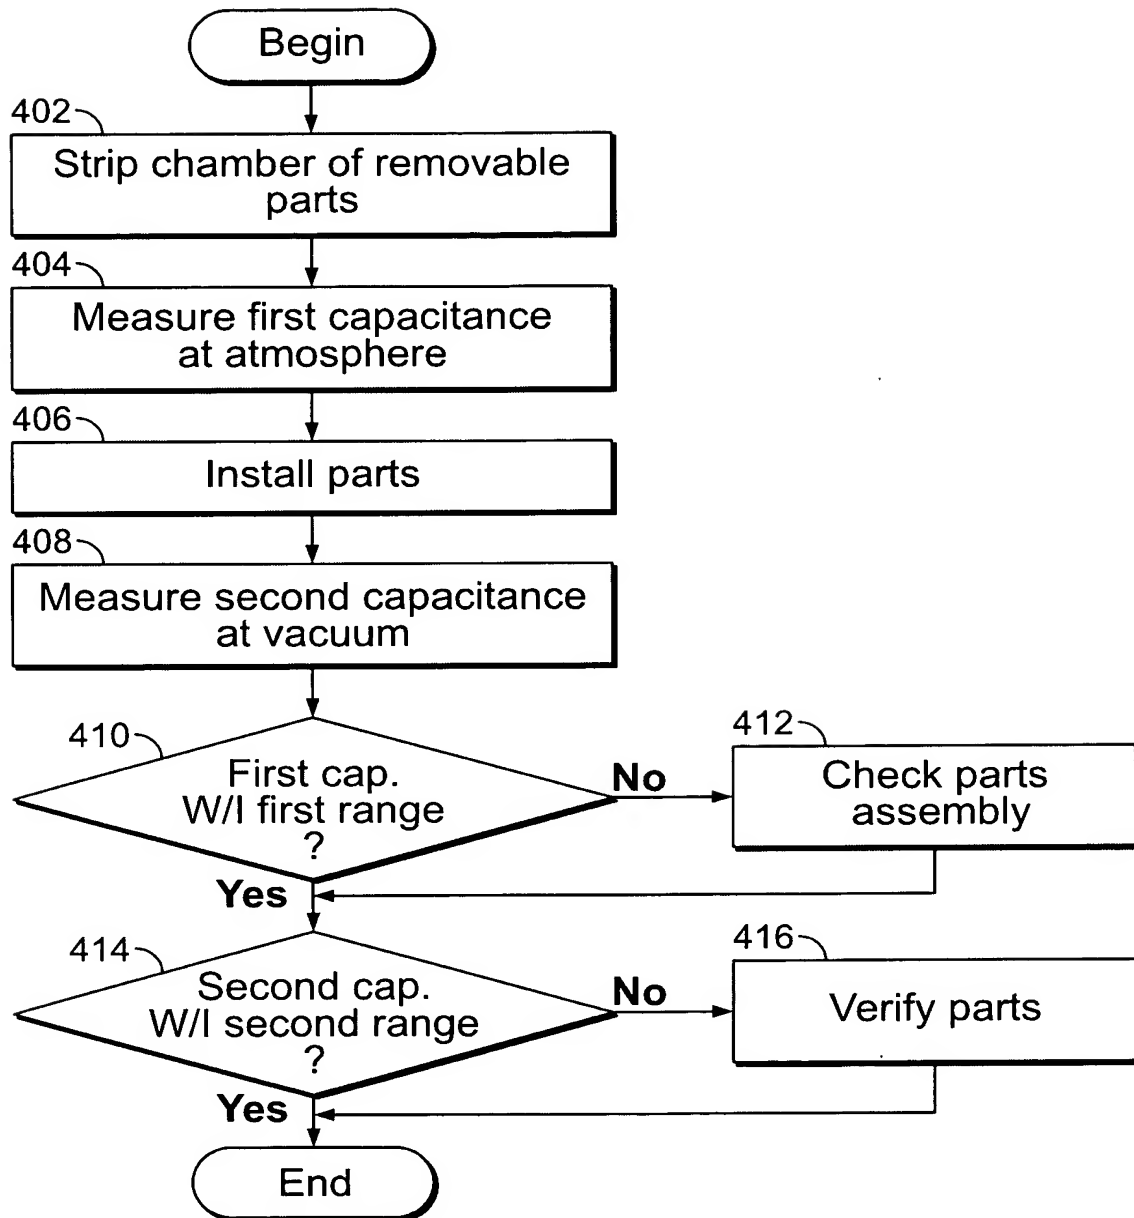 Begin
402
Strip chamber of removable
parts
404
Measure first capacitance
at atmosphere
406
Install parts
408
Measure second capacitance
at vacuum
410
First cap.
W/I first range
?
No
412
Check parts
assembly
Yes
414
Second cap.
W/I second range
?
No
416
Verify parts
Yes
End